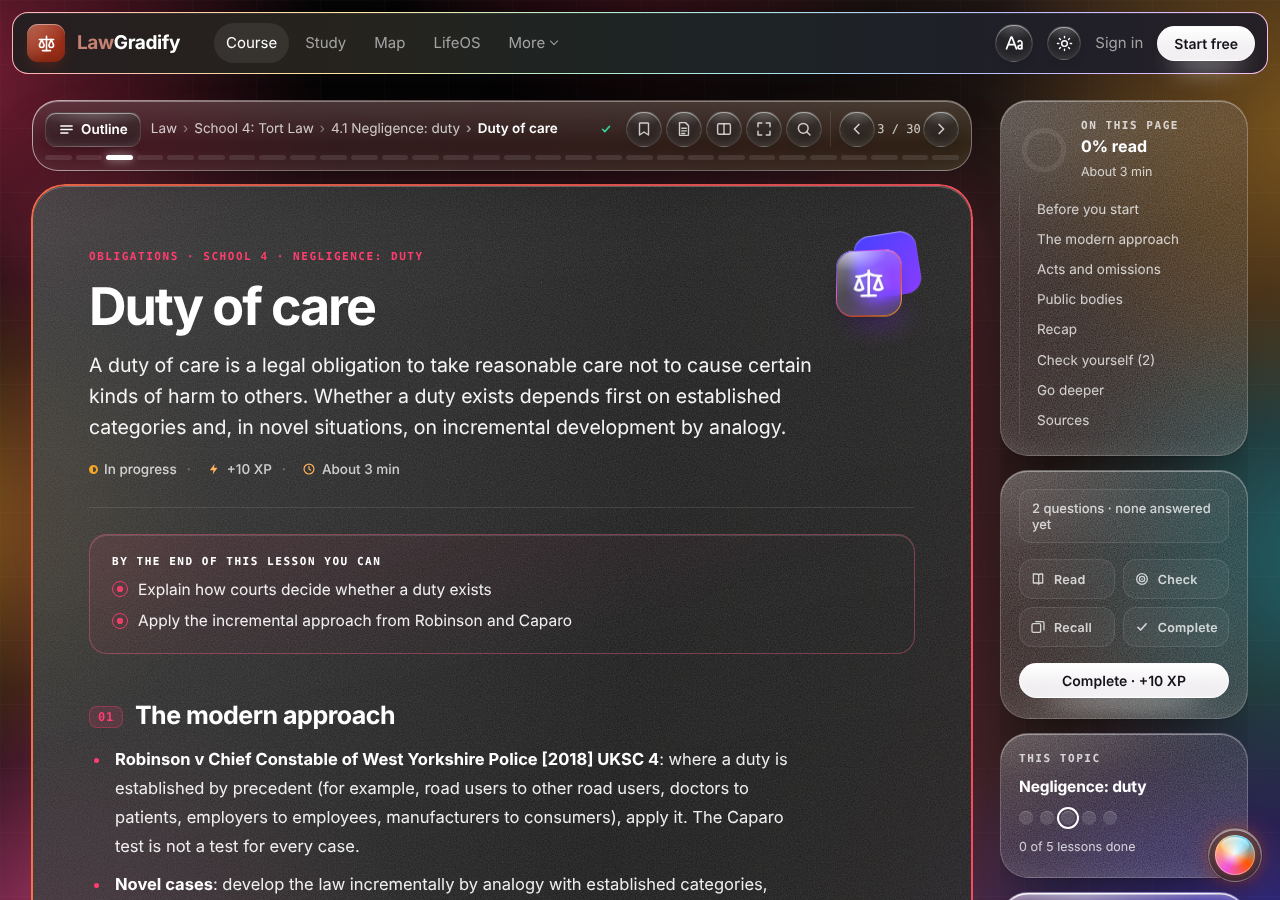 LawGradify
Course
Study
Map
LifeOS
More
Aa
Sign in
Start free
Outline
Law › School 4: Tort Law › 4.1 Negligence: duty › Duty of care
3 / 30
OBLIGATIONS · SCHOOL 4 · NEGLIGENCE: DUTY
Duty of care
A duty of care is a legal obligation to take reasonable care not to cause certain
kinds of harm to others. Whether a duty exists depends first on established
categories and, in novel situations, on incremental development by analogy.
In progress · +10 XP · About 3 min
BY THE END OF THIS LESSON YOU CAN
Explain how courts decide whether a duty exists
Apply the incremental approach from Robinson and Caparo
01 The modern approach
• Robinson v Chief Constable of West Yorkshire Police [2018] UKSC 4: where a duty is
established by precedent (for example, road users to other road users, doctors to
patients, employers to employees, manufacturers to consumers), apply it. The Caparo
test is not a test for every case.
• Novel cases: develop the law incrementally by analogy with established categories,
ON THIS PAGE
0% read
About 3 min
Before you start
The modern approach
Acts and omissions
Public bodies
Recap
Check yourself (2)
Go deeper
Sources
2 questions · none answered
yet
Read
Check
Recall
Complete
Complete · +10 XP
THIS TOPIC
Negligence: duty
0 of 5 lessons done